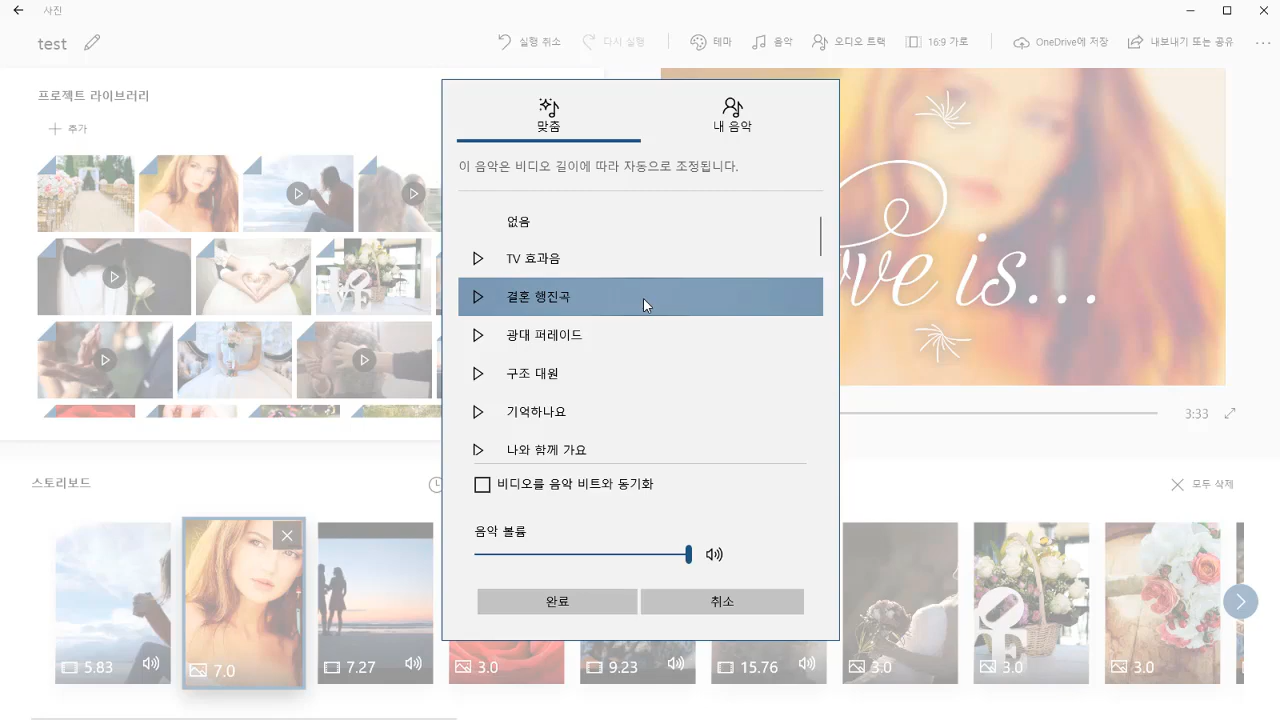 사진
test
실행 취소
다시 실행
테마
음악
오디오 트랙
16:9 가로
OneDrive에 저장
내보내기 또는 공유
프로젝트 라이브러리
추가
맞춤
내 음악
이 음악은 비디오 길이에 따라 자동으로 조정됩니다.
없음
TV 효과음
결혼 행진곡
광대 퍼레이드
구조 대원
기억하나요
나와 함께 가요
비디오를 음악 비트와 동기화
음악 볼륨
완료
취소
is...
3:33
스토리보드
모두 삭제
5.83
7.0
7.27
3.0
9.23
15.76
3.0
3.0
3.0